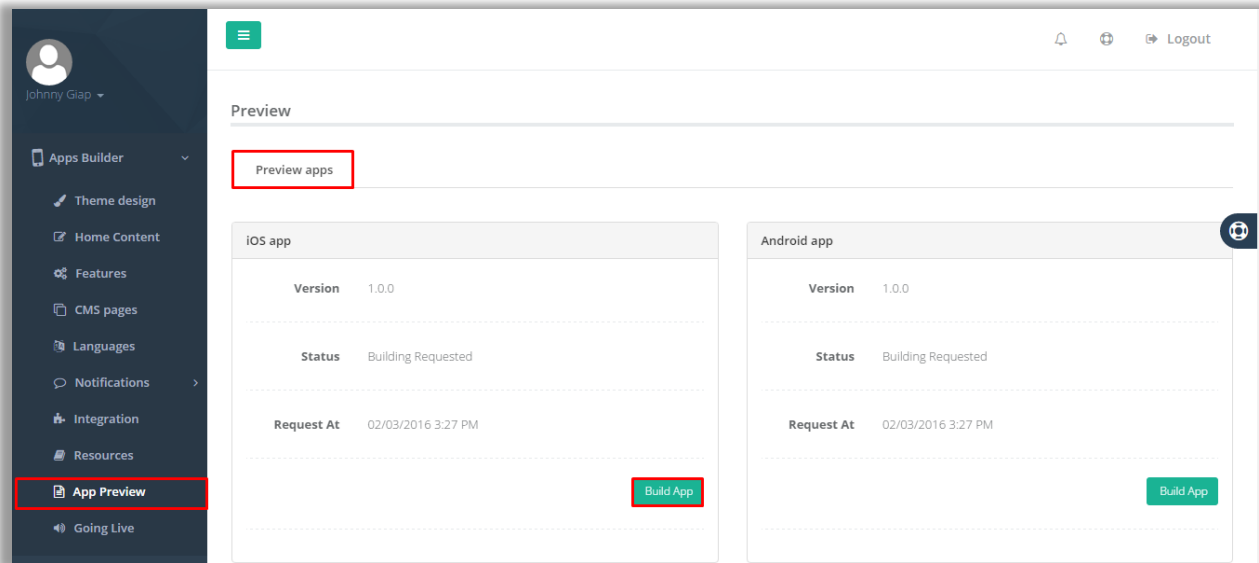 Logout
Johnny Giap
Preview
Apps Builder
Preview apps
Theme design
Home Content
Features
CMS pages
Languages
Notifications
Integration
Resources
App Preview
Going Live
iOS app
Version 1.0.0
Status Building Requested
Request At 02/03/2016 3:27 PM
Build App
Android app
Version 1.0.0
Status Building Requested
Request At 02/03/2016 3:27 PM
Build App